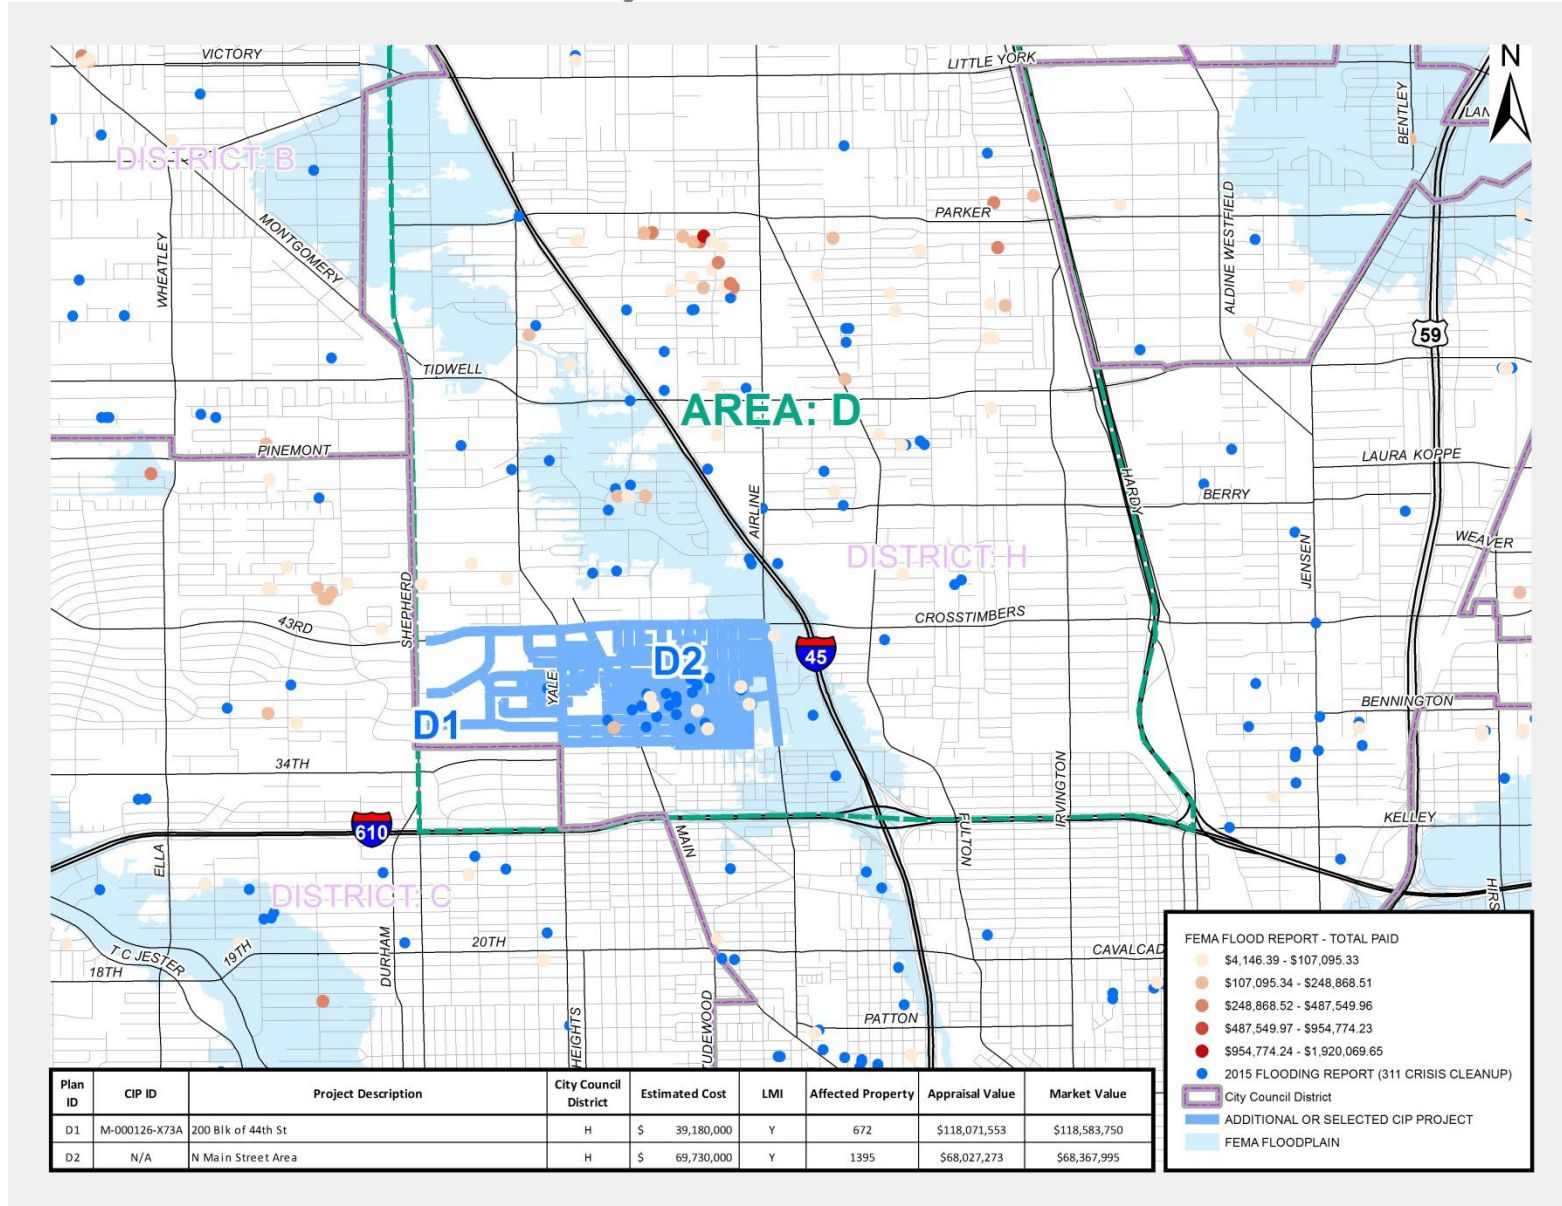 VICTORY
LITTLE YORK
N
BENTLEY
LAN
DISTRICT: B
MONTGOMERY
WHEATLEY
PARKER
ALDINE WESTFIELD
59
TIDWELL
AREA: D
PINEMONT
LAURA KOPPE
HARDY
BERRY
AIRLINE
WEAVER
JENSEN
DISTRICT: H
SHEPHERD
43RD
CROSSTIMBERS
D2
45
YALE
D1
BENNINGTON
34TH
IRVINGTON
610
MAIN
FULTON
KELLEY
ELLA
DISTRICT: C
HIRS
T C JESTER
19TH
20TH
DURHAM
CAVALCAD
18TH
HEIGHTS
TUDEWOOD
PATTON
FEMA FLOOD REPORT - TOTAL PAID
$4,146.39 - $107,095.33
$107,095.34 - $248,868.51
$248,868.52 - $487,549.96
$487,549.97 - $954,774.23
$954,774.24 - $1,920,069.65
2015 FLOODING REPORT (311 CRISIS CLEANUP)
City Council District
ADDITIONAL OR SELECTED CIP PROJECT
FEMA FLOODPLAIN
Plan ID CIP ID Project Description City Council District Estimated Cost LMI Affected Property Appraisal Value Market Value
D1 M-000126-X73A 200 Blk of 44th St H $ 39,180,000 Y 672 $118,071,553 $118,583,750
D2 N/A N Main Street Area H $ 69,730,000 Y 1395 $68,027,273 $68,367,995